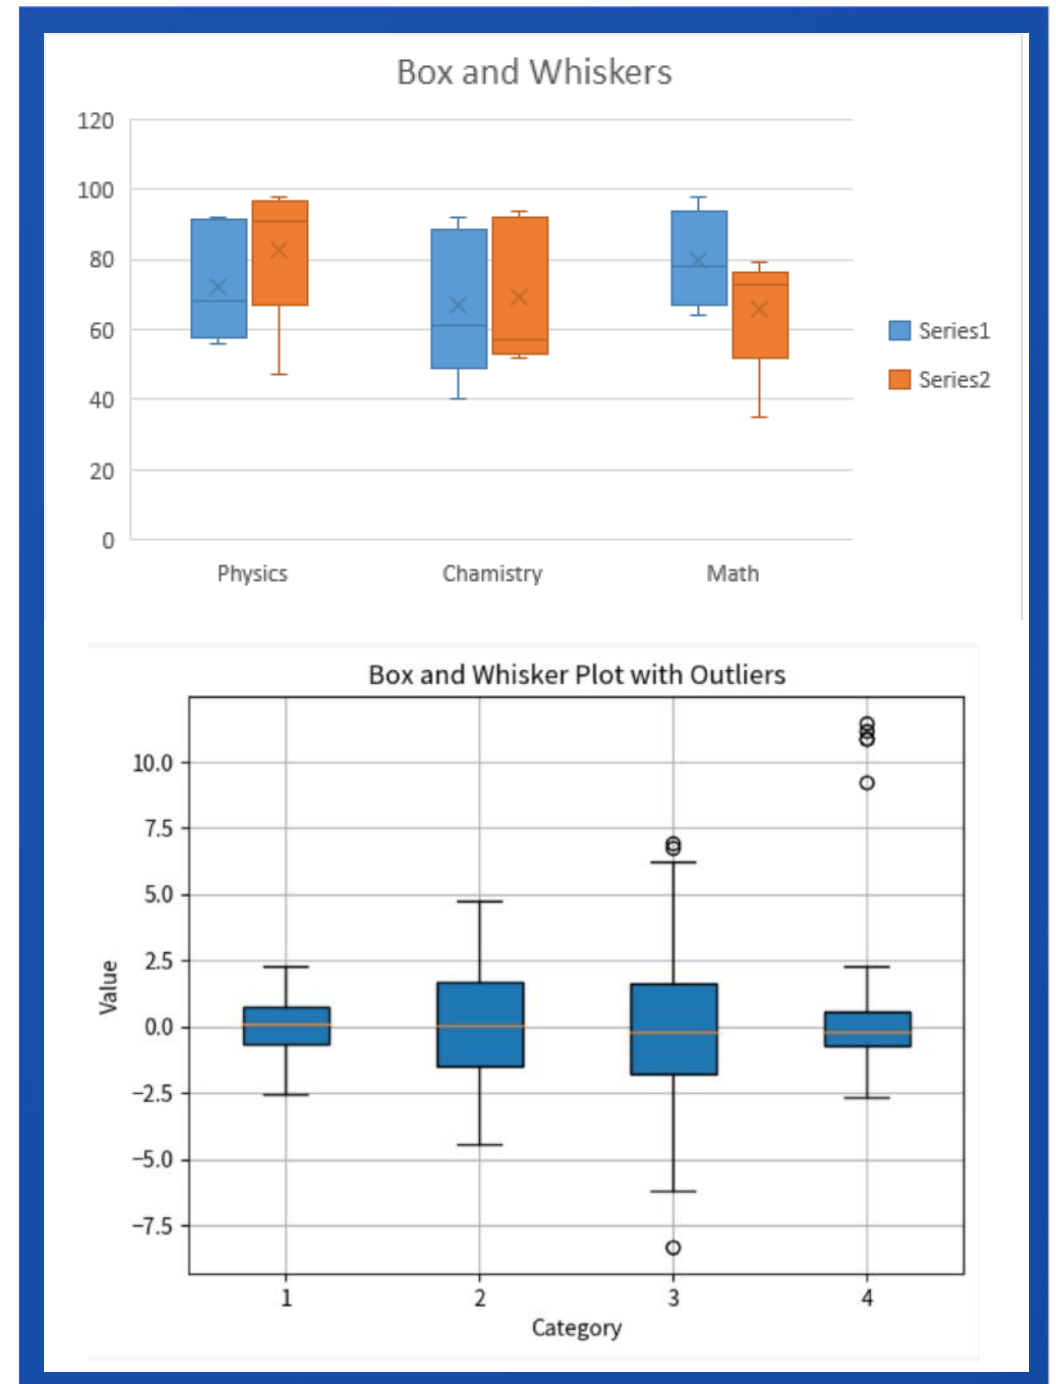 Box and Whiskers
120
100
80
60
40
20
0
Physics Chamistry Math
Series1
Series2
Box and Whisker Plot with Outliers
10.0
7.5
5.0
2.5
0.0
−2.5
−5.0
−7.5
Value
1 2 3 4
Category